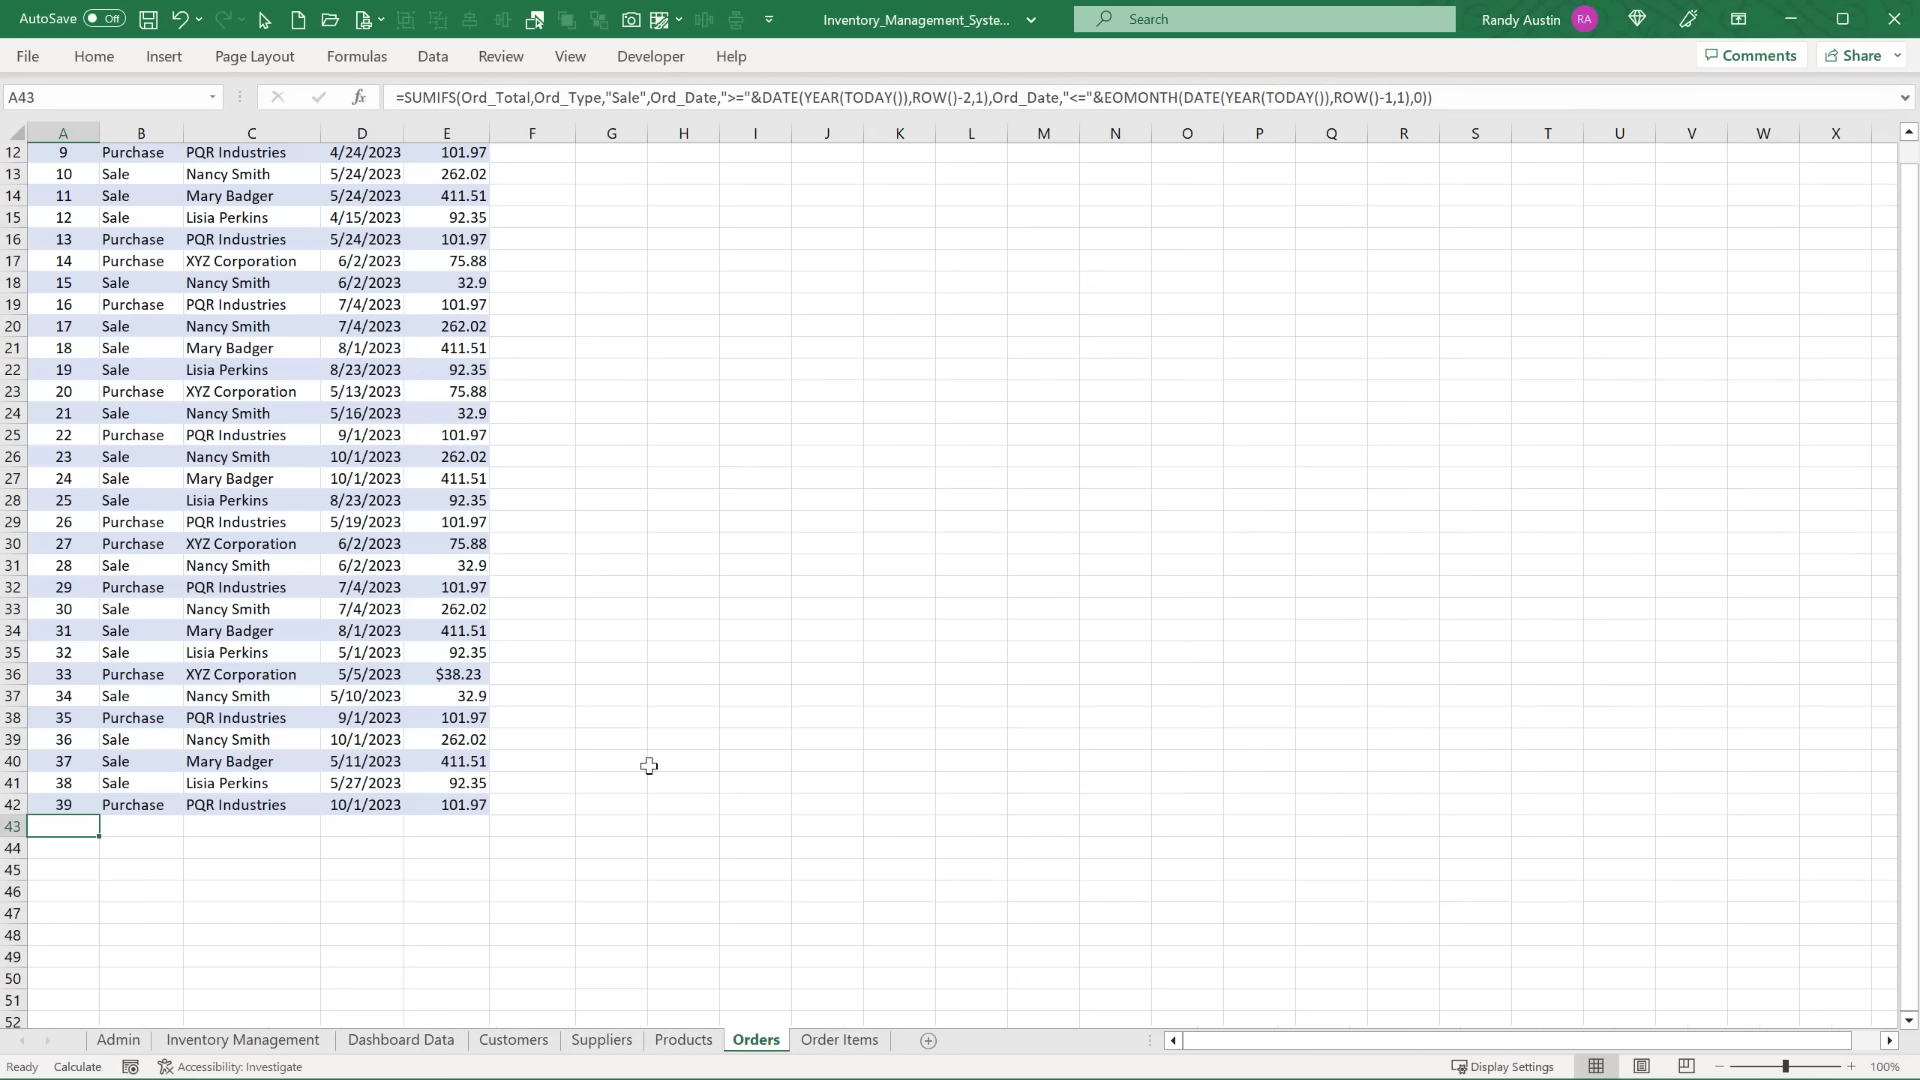 AutoSave Off Inventory_Management_Syste... Search Randy Austin RA
File Home Insert Page Layout Formulas Data Review View Developer Help Comments Share
A43 fx =SUMIFS(Ord_Total,Ord_Type,"Sale",Ord_Date,">="&DATE(YEAR(TODAY()),ROW()-2,1),Ord_Date,"<="&EOMONTH(DATE(YEAR(TODAY()),ROW()-1,1),0))
A B C D E F G H I J K L M N O P Q R S T U V W X
12 9 Purchase PQR Industries 4/24/2023 101.97
13 10 Sale Nancy Smith 5/24/2023 262.02
14 11 Sale Mary Badger 5/24/2023 411.51
15 12 Sale Lisia Perkins 4/15/2023 92.35
16 13 Purchase PQR Industries 5/24/2023 101.97
17 14 Purchase XYZ Corporation 6/2/2023 75.88
18 15 Sale Nancy Smith 6/2/2023 32.9
19 16 Purchase PQR Industries 7/4/2023 101.97
20 17 Sale Nancy Smith 7/4/2023 262.02
21 18 Sale Mary Badger 8/1/2023 411.51
22 19 Sale Lisia Perkins 8/23/2023 92.35
23 20 Purchase XYZ Corporation 5/13/2023 75.88
24 21 Sale Nancy Smith 5/16/2023 32.9
25 22 Purchase PQR Industries 9/1/2023 101.97
26 23 Sale Nancy Smith 10/1/2023 262.02
27 24 Sale Mary Badger 10/1/2023 411.51
28 25 Sale Lisia Perkins 8/23/2023 92.35
29 26 Purchase PQR Industries 5/19/2023 101.97
30 27 Purchase XYZ Corporation 6/2/2023 75.88
31 28 Sale Nancy Smith 6/2/2023 32.9
32 29 Purchase PQR Industries 7/4/2023 101.97
33 30 Sale Nancy Smith 7/4/2023 262.02
34 31 Sale Mary Badger 8/1/2023 411.51
35 32 Sale Lisia Perkins 5/1/2023 92.35
36 33 Purchase XYZ Corporation 5/5/2023 $38.23
37 34 Sale Nancy Smith 5/10/2023 32.9
38 35 Purchase PQR Industries 9/1/2023 101.97
39 36 Sale Nancy Smith 10/1/2023 262.02
40 37 Sale Mary Badger 5/11/2023 411.51
41 38 Sale Lisia Perkins 5/27/2023 92.35
42 39 Purchase PQR Industries 10/1/2023 101.97
43
44
45
46
47
48
49
50
51
52
Admin Inventory Management Dashboard Data Customers Suppliers Products Orders Order Items
Ready Calculate Accessibility: Investigate Display Settings 100%